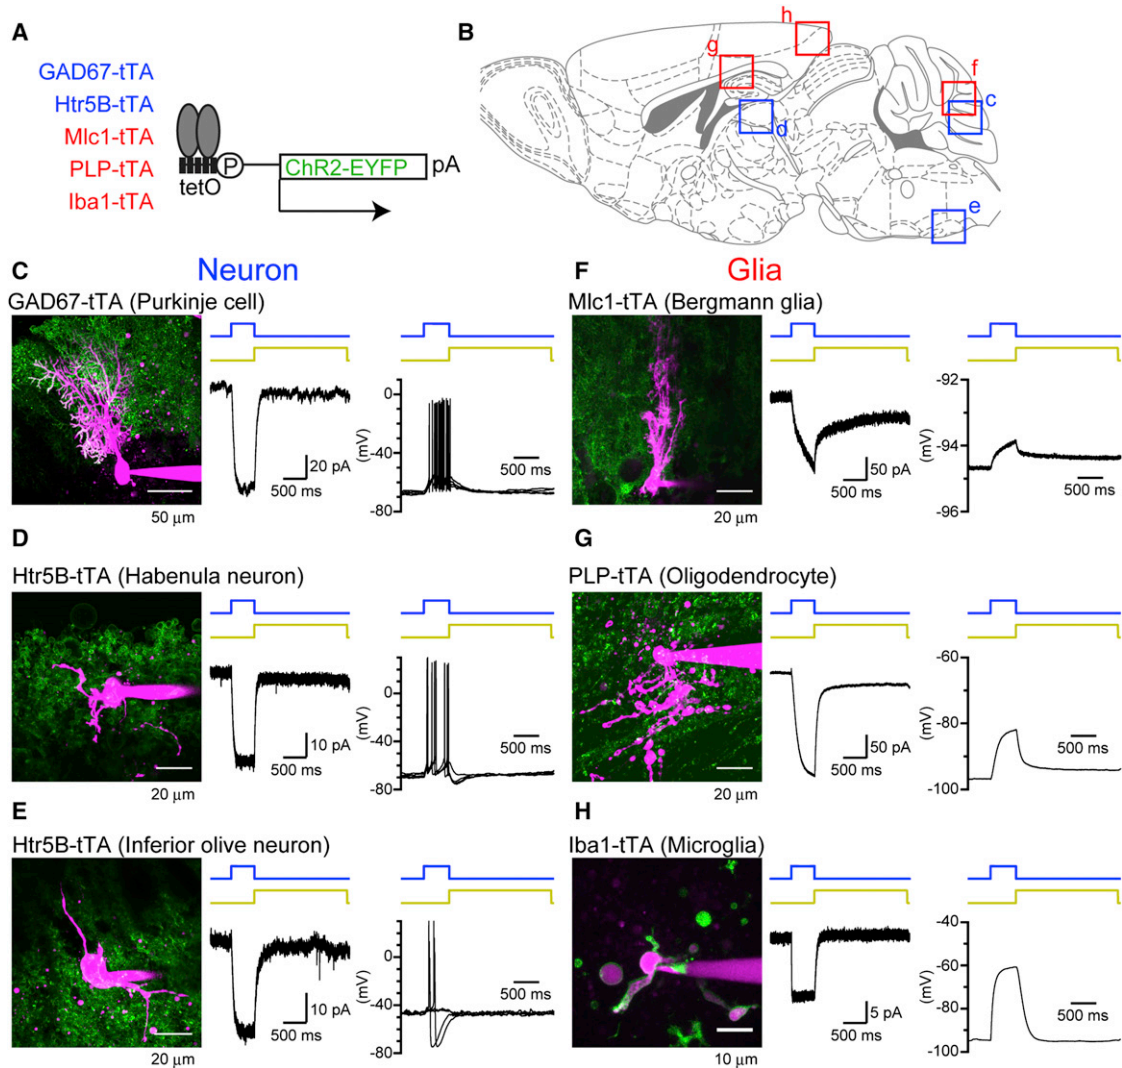 A
GAD67-tTA
Htr5B-tTA
Mlc1-tTA
PLP-tTA
Iba1-tTA
tetO
P
ChR2-EYFP
pA
B
h
g
f
c
d
e
Neuron
C
GAD67-tTA (Purkinje cell)
50 μm
20 pA
500 ms
0
-40
-80
(mV)
500 ms
D
Htr5B-tTA (Habenula neuron)
20 μm
10 pA
500 ms
0
-40
-80
(mV)
500 ms
E
Htr5B-tTA (Inferior olive neuron)
20 μm
10 pA
500 ms
0
-40
-80
(mV)
500 ms
Glia
F
Mlc1-tTA (Bergmann glia)
20 μm
50 pA
500 ms
-92
-94
-96
(mV)
500 ms
G
PLP-tTA (Oligodendrocyte)
20 μm
50 pA
500 ms
-60
-80
-100
(mV)
500 ms
H
Iba1-tTA (Microglia)
10 μm
5 pA
500 ms
-40
-60
-80
-100
(mV)
500 ms